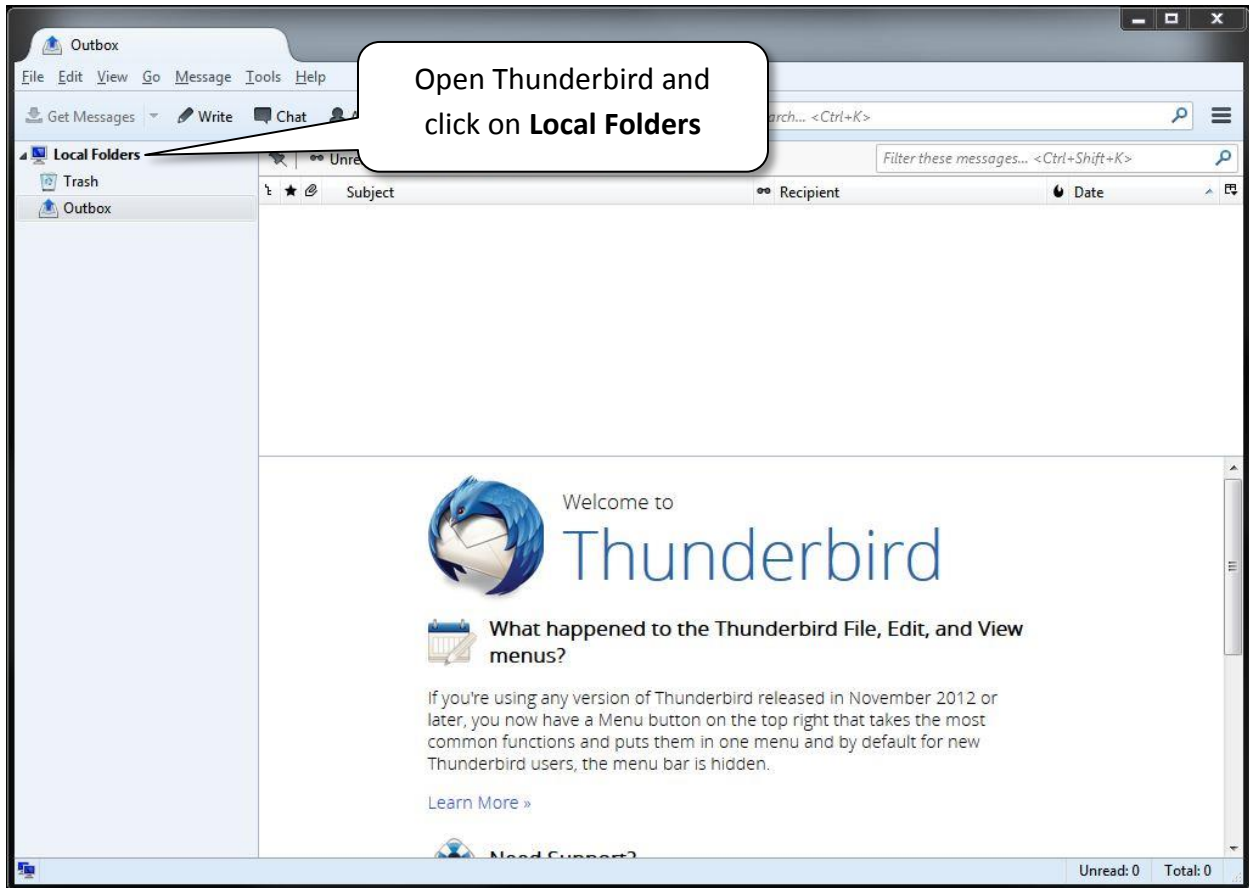 Outbox
File Edit View Go Message Tools Help
Open Thunderbird and
click on Local Folders
Get Messages Write Chat <Ctrl+K>
Local Folders
Filter these messages... <Ctrl+Shift+K>
Trash
Subject Recipient Date
Outbox
Welcome to
Thunderbird
What happened to the Thunderbird File, Edit, and View
menus?
If you're using any version of Thunderbird released in November 2012 or
later, you now have a Menu button on the top right that takes the most
common functions and puts them in one menu and by default for new
Thunderbird users, the menu bar is hidden.
Learn More »
Need Support?
Unread: 0 Total: 0